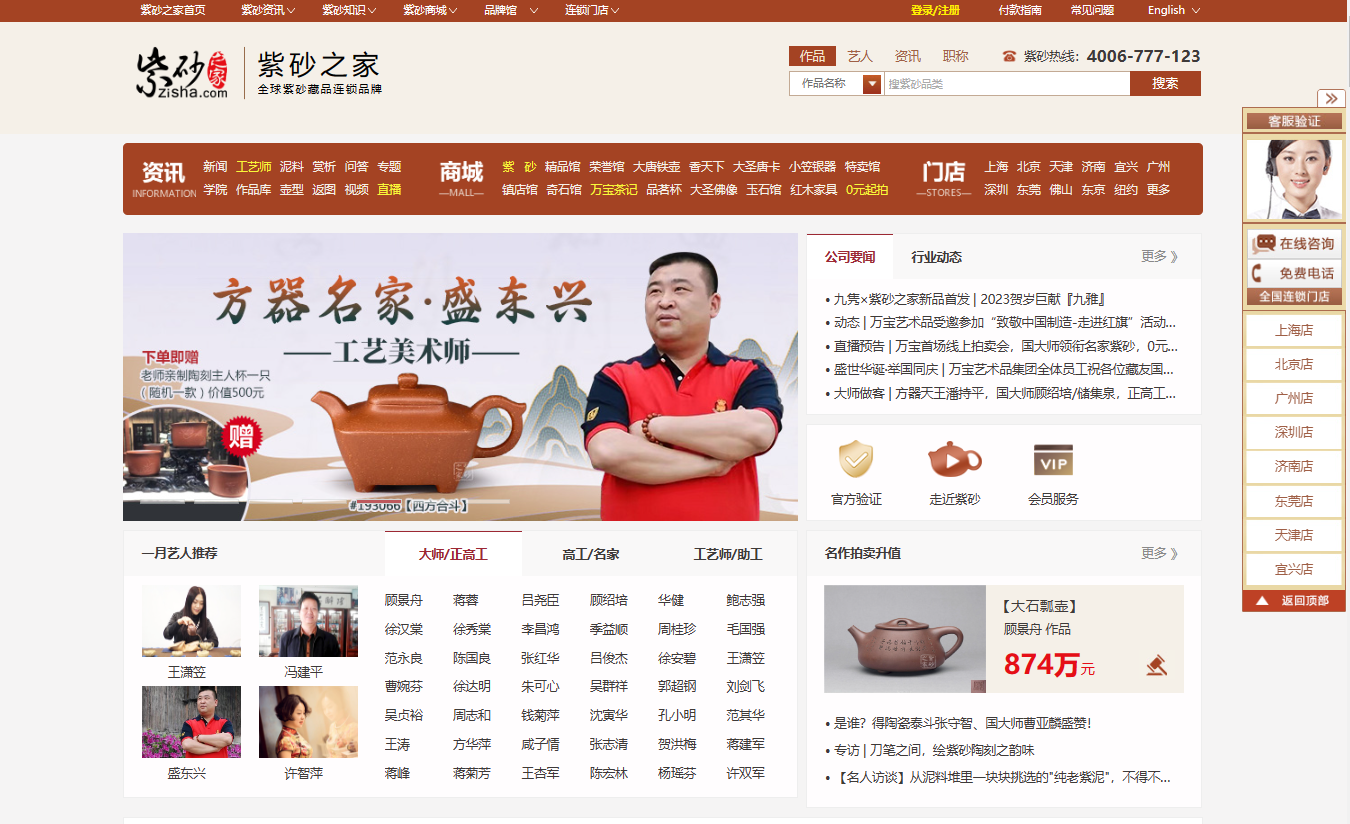 紫砂之家首页 紫砂资讯 紫砂知识 紫砂商城 品牌馆 连锁门店 登录/注册 付款指南 常见问题 English
紫砂之家
zisha.com
紫砂之家
全球紫砂藏品连锁品牌
作品 艺人 资讯 职称 紫砂热线：4006-777-123
作品名称 搜紫砂品类 搜索
资讯
INFORMATION
新闻 工艺师 泥料 赏析 问答 专题
学院 作品库 壶型 返图 视频 直播
商城
—MALL—
紫 砂 精品馆 荣誉馆 大唐铁壶 香天下 大圣唐卡 小笠银器 特卖馆
镇店馆 奇石馆 万宝茶记 品茗杯 大圣佛像 玉石馆 红木家具 0元起拍
门店
—STORES—
上海 北京 天津 济南 宜兴 广州
深圳 东莞 佛山 东京 纽约 更多
方器名家·盛东兴
——工艺美术师——
下单即赠
老师亲制陶刻主人杯一只
（随机一款）价值500元
赠
#193066【四方合斗】
公司要闻 行业动态 更多 》
• 九隽×紫砂之家新品首发 | 2023贺岁巨献『九雅』
• 动态 | 万宝艺术品受邀参加“致敬中国制造-走进红旗”活动...
• 直播预告 | 万宝首场线上拍卖会，国大师领衔名家紫砂，0元...
• 盛世华诞-举国同庆 | 万宝艺术品集团全体员工祝各位藏友国...
• 大师做客 | 方器天王潘持平，国大师顾绍培/储集泉，正高工...
官方验证 走近紫砂 VIP 会员服务
一月艺人推荐 大师/正高工 高工/名家 工艺师/助工
王潇笠 冯建平
盛东兴 许智萍
顾景舟 蒋蓉 吕尧臣 顾绍培 华健 鲍志强
徐汉棠 徐秀棠 李昌鸿 季益顺 周桂珍 毛国强
范永良 陈国良 张红华 吕俊杰 徐安碧 王潇笠
曹婉芬 徐达明 朱可心 吴群祥 郭超钢 刘剑飞
吴贞裕 周志和 钱菊萍 沈寅华 孔小明 范其华
王涛 方华萍 咸子情 张志清 贺洪梅 蒋建军
蒋峰 蒋菊芳 王杏军 陈宏林 杨瑶芬 许双军
名作拍卖升值 更多 》
【大石瓢壶】
顾景舟 作品
874万元
• 是谁？得陶瓷泰斗张守智、国大师曹亚麟盛赞！
• 专访 | 刀笔之间，绘紫砂陶刻之韵味
• 【名人访谈】从泥料堆里一块块挑选的"纯老紫泥"，不得不...
客服验证
在线咨询
免费电话
全国连锁门店
上海店
北京店
广州店
深圳店
济南店
东莞店
天津店
宜兴店
返回顶部